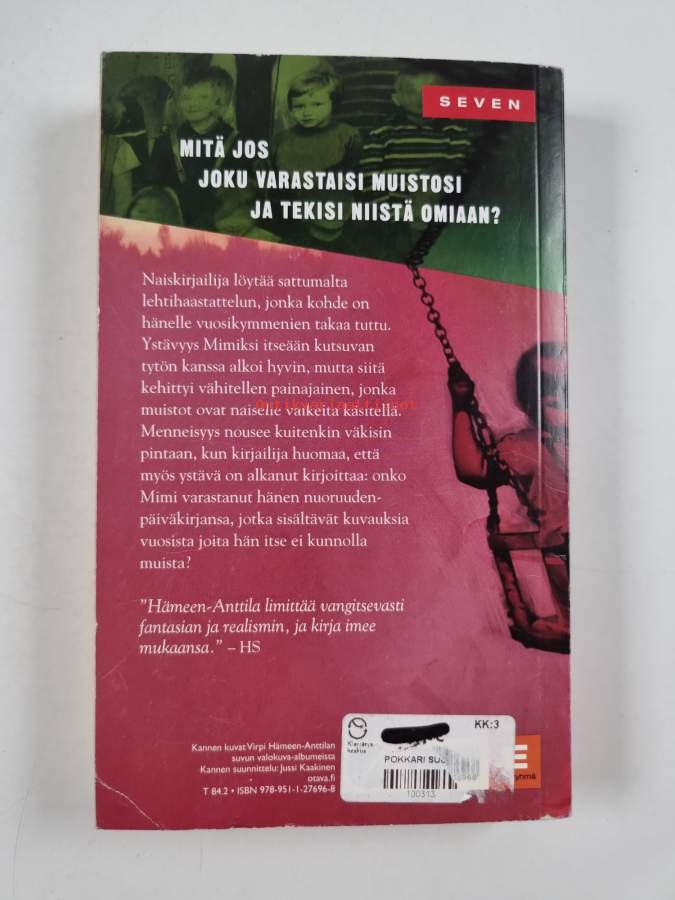 SEVEN
MITÄ JOS
JOKU VARASTAISI MUISTOSI
JA TEKISI NIISTÄ OMIAAN?
Naiskirjailija löytää sattumalta
lehtihaastattelun, jonka kohde on
hänelle vuosikymmenien takaa tuttu.
Ystävyys Mimiksi itseään kutsuvan
tytön kanssa alkoi hyvin, mutta siitä
kehittyi vähitellen painajainen, jonka
muistot ovat naiselle vaikeita käsitellä.
Menneisyys nousee kuitenkin väkisin
pintaan, kun kirjailija huomaa, että
myös ystävä on alkanut kirjoittaa: onko
Mimi varastanut hänen nuoruuden-
päiväkirjansa, jotka sisältävät kuvauksia
vuosista joita hän itse ei kunnolla
muista?
”Hämeen-Anttila limittää vangitsevasti
fantasian ja realismin, ja kirja imee
mukaansa.” – HS
Kannen kuvat Virpi Hämeen-Anttilan
suvun valokuva-albumeista
Kannen suunnittelu: Jussi Kaakinen
otava.fi
T 84.2 • ISBN 978-951-1-27696-8
Kierrätys-
keskus
KK:3
POKKARI SUO
100313